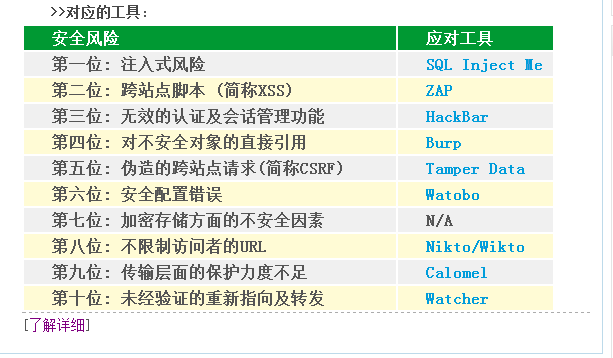 >>对应的工具：
安全风险 应对工具
第一位: 注入式风险 SQL Inject Me
第二位: 跨站点脚本 (简称XSS) ZAP
第三位: 无效的认证及会话管理功能 HackBar
第四位: 对不安全对象的直接引用 Burp
第五位: 伪造的跨站点请求(简称CSRF) Tamper Data
第六位: 安全配置错误 Watobo
第七位: 加密存储方面的不安全因素 N/A
第八位: 不限制访问者的URL Nikto/Wikto
第九位: 传输层面的保护力度不足 Calomel
第十位: 未经验证的重新指向及转发 Watcher
[了解详细]